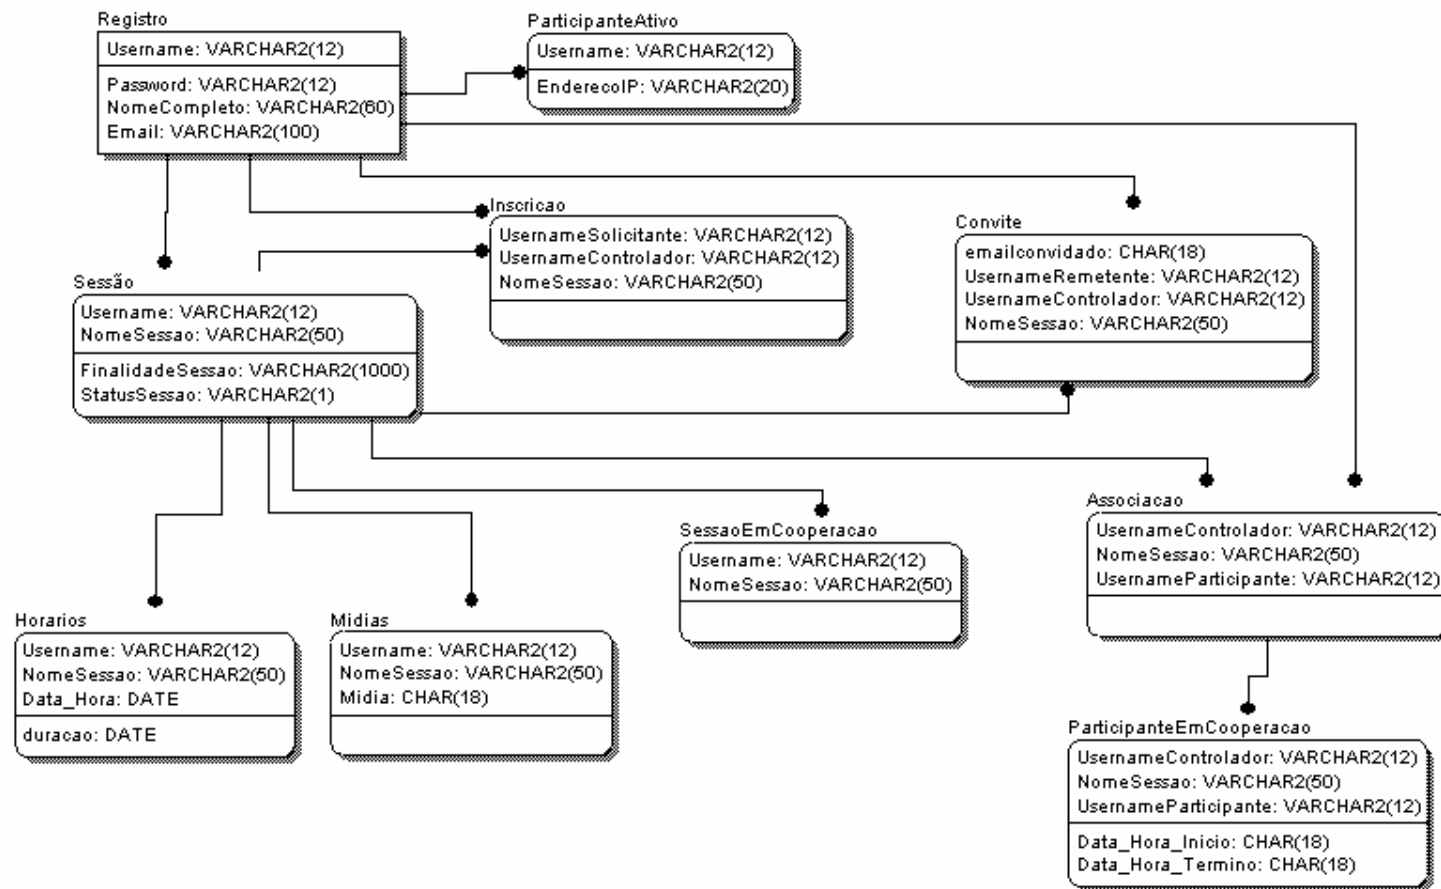 Registro
Username: VARCHAR2(12)
Password: VARCHAR2(12)
NomeCompleto: VARCHAR2(60)
Email: VARCHAR2(100)
ParticipanteAtivo
Username: VARCHAR2(12)
EnderecoIP: VARCHAR2(20)
Inscricao
UsernameSolicitante: VARCHAR2(12)
UsernameControlador: VARCHAR2(12)
NomeSessao: VARCHAR2(50)
Convite
emailconvidado: CHAR(18)
UsernameRemetente: VARCHAR2(12)
UsernameControlador: VARCHAR2(12)
NomeSessao: VARCHAR2(50)
Sessão
Username: VARCHAR2(12)
NomeSessao: VARCHAR2(50)
FinalidadeSessao: VARCHAR2(1000)
StatusSessao: VARCHAR2(1)
SessaoEmCooperacao
Username: VARCHAR2(12)
NomeSessao: VARCHAR2(50)
Associacao
UsernameControlador: VARCHAR2(12)
NomeSessao: VARCHAR2(50)
UsernameParticipante: VARCHAR2(12)
Horarios
Username: VARCHAR2(12)
NomeSessao: VARCHAR2(50)
Data_Hora: DATE
duracao: DATE
Midias
Username: VARCHAR2(12)
NomeSessao: VARCHAR2(50)
Midia: CHAR(18)
ParticipanteEmCooperacao
UsernameControlador: VARCHAR2(12)
NomeSessao: VARCHAR2(50)
UsernameParticipante: VARCHAR2(12)
Data_Hora_Inicio: CHAR(18)
Data_Hora_Termino: CHAR(18)